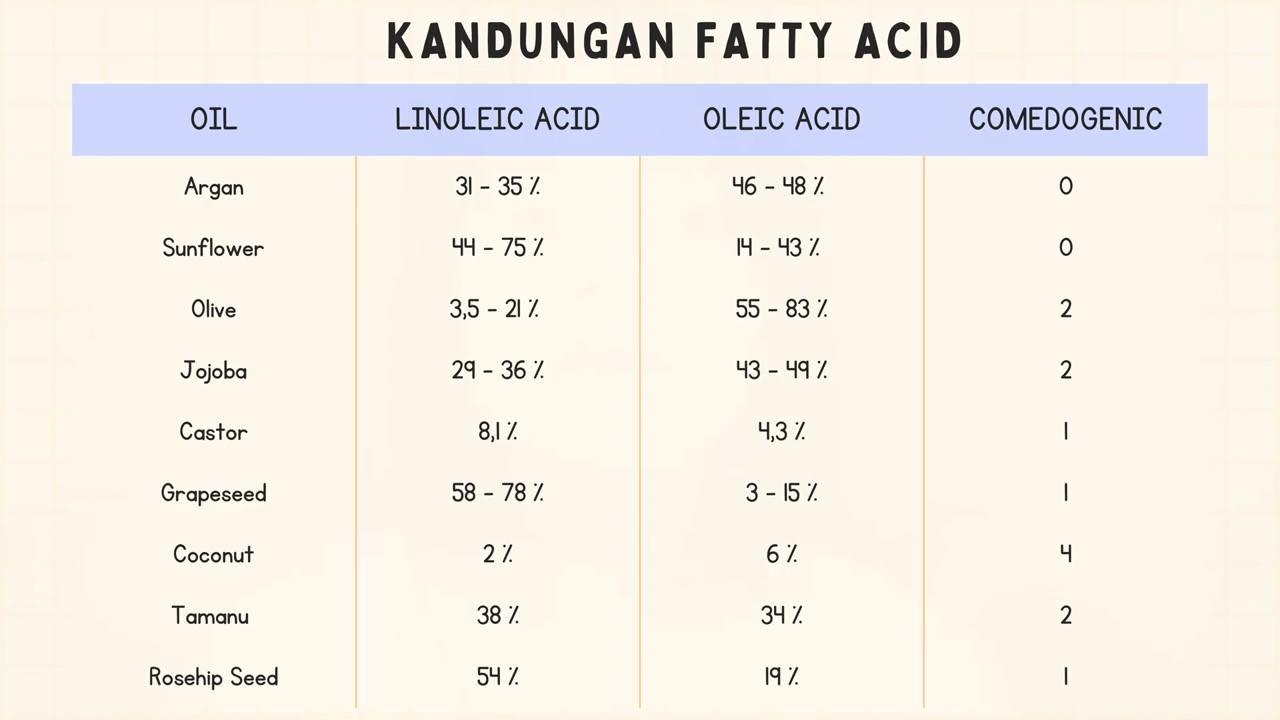 KANDUNGAN FATTY ACID
OIL LINOLEIC ACID OLEIC ACID COMEDOGENIC
Argan 31 - 35 % 46 - 48 % 0
Sunflower 44 - 75 % 14 - 43 % 0
Olive 3,5 - 21 % 55 - 83 % 2
Jojoba 29 - 36 % 43 - 49 % 2
Castor 8,1 % 4,3 % 1
Grapeseed 58 - 78 % 3 - 15 % 1
Coconut 2 % 6 % 4
Tamanu 38 % 34 % 2
Rosehip Seed 54 % 19 % 1